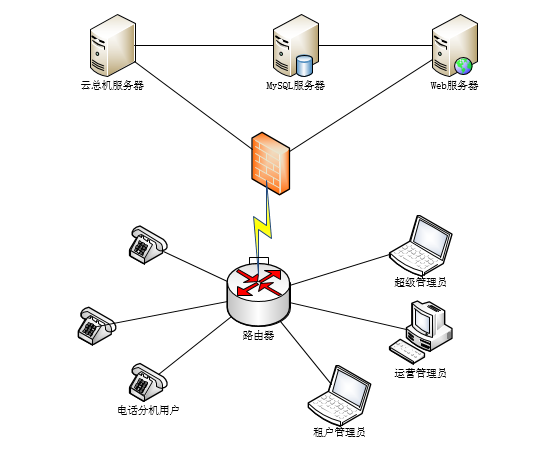 云总机服务器
MySQL服务器
Web服务器
超级管理员
路由器
运营管理员
电话分机用户
租户管理员